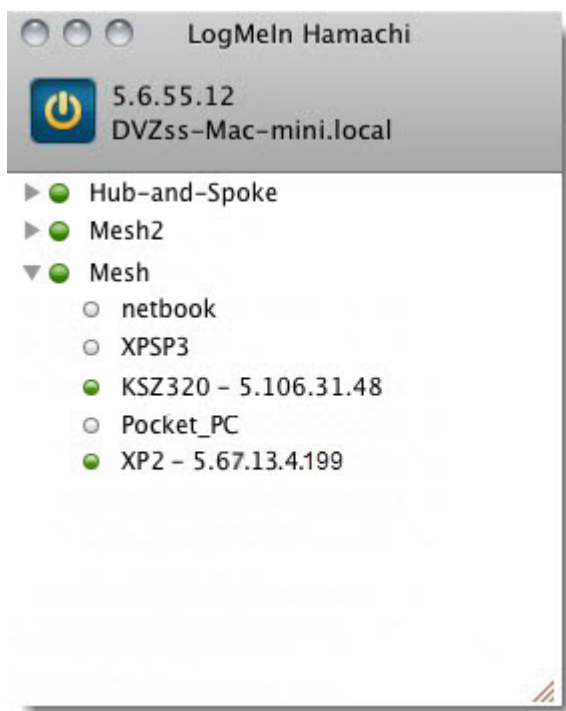 LogMeIn Hamachi
5.6.55.12
DVZss-Mac-mini.local
Hub-and-Spoke
Mesh2
Mesh
netbook
XPSP3
KSZ320 - 5.106.31.48
Pocket_PC
XP2 - 5.67.13.4.199